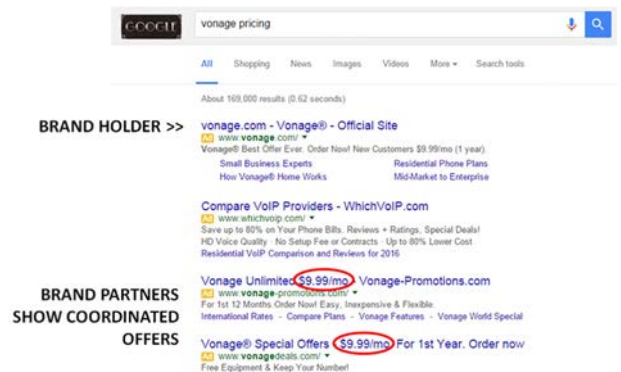 GOOGLE
vonage pricing
All Shopping News Images Videos More Search tools
About 169,000 results (0.62 seconds)
BRAND HOLDER >>
vonage.com - Vonage® - Official Site
Ad www.vonage.com/
Vonage® Best Offer Ever. Order Now! New Customers $9.99/mo (1 year).
Small Business Experts Residential Phone Plans
How Vonage® Home Works Mid-Market to Enterprise
Compare VoIP Providers - WhichVoIP.com
Ad www.whichvoip.com/
Save up to 80% on Your Phone Bills. Reviews + Ratings, Special Deals!
HD Voice Quality · No Setup Fee or Contracts · Up to 80% Lower Cost
Residential VoIP Comparison and Reviews for 2016
Vonage Unlimited $9.99/mo - Vonage-Promotions.com
Ad www.vonage-promotions.com/
For 1st 12 Months Order Now! Easy, Inexpensive & Flexible.
International Rates - Compare Plans - Vonage Features - Vonage World Special
BRAND PARTNERS
SHOW COORDINATED
OFFERS
Vonage® Special Offers - $9.99/mo For 1st Year. Order now
Ad www.vonagedeals.com/
Free Equipment & Keep Your Number!